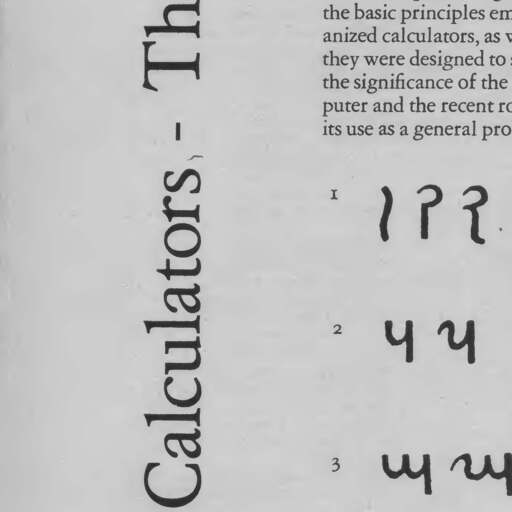 Calculators, - Th
the basic principles em
anized calculators, as
they were designed to
the significance of the
puter and the recent ro
its use as a general pro
1
2
3